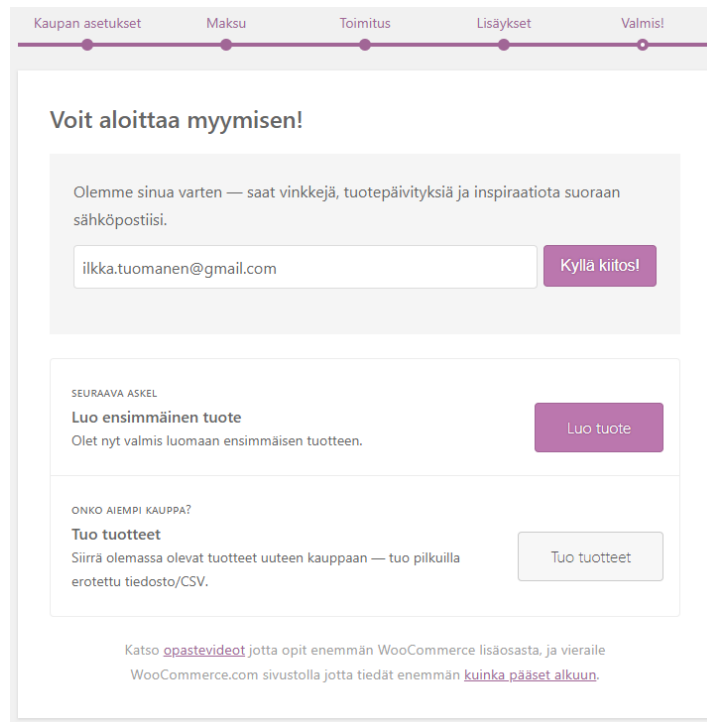 Kaupan asetukset Maksu Toimitus Lisäykset Valmis!
Voit aloittaa myymisen!
Olemme sinua varten — saat vinkkejä, tuotepäivityksiä ja inspiraatiota suoraan
sähköpostiisi.
ilkka.tuomanen@gmail.com Kyllä kiitos!
SEURAAVA ASKEL
Luo ensimmäinen tuote
Olet nyt valmis luomaan ensimmäisen tuotteen.
Luo tuote
ONKO AIEMPI KAUPPA?
Tuo tuotteet
Siirrä olemassa olevat tuotteet uuteen kauppaan — tuo pilkuilla
erotettu tiedosto/CSV.
Tuo tuotteet
Katso opastevideot jotta opit enemmän WooCommerce lisäosasta, ja vieraile
WooCommerce.com sivustolla jotta tiedät enemmän kuinka pääset alkuun.